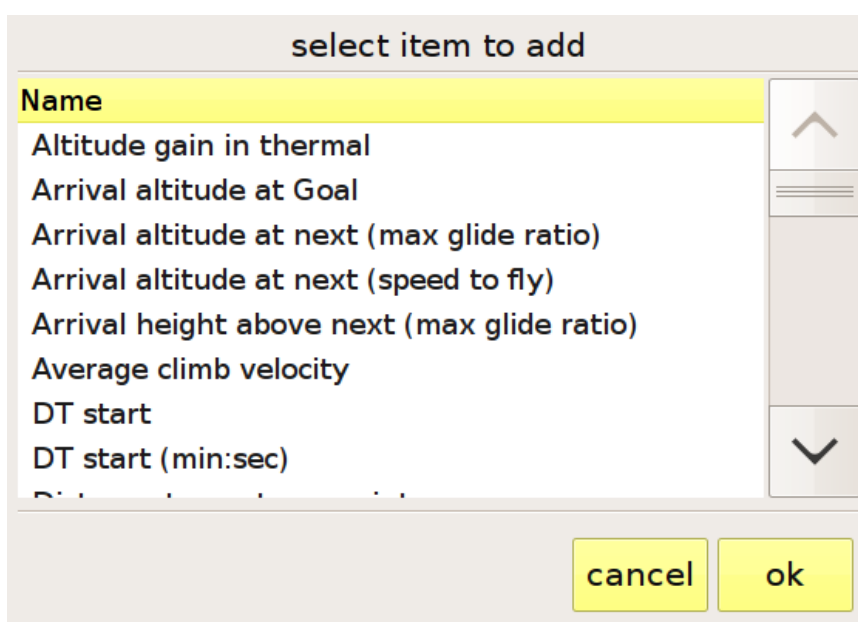 select item to add
Name
Altitude gain in thermal
Arrival altitude at Goal
Arrival altitude at next (max glide ratio)
Arrival altitude at next (speed to fly)
Arrival height above next (max glide ratio)
Average climb velocity
DT start
DT start (min:sec)
cancel ok